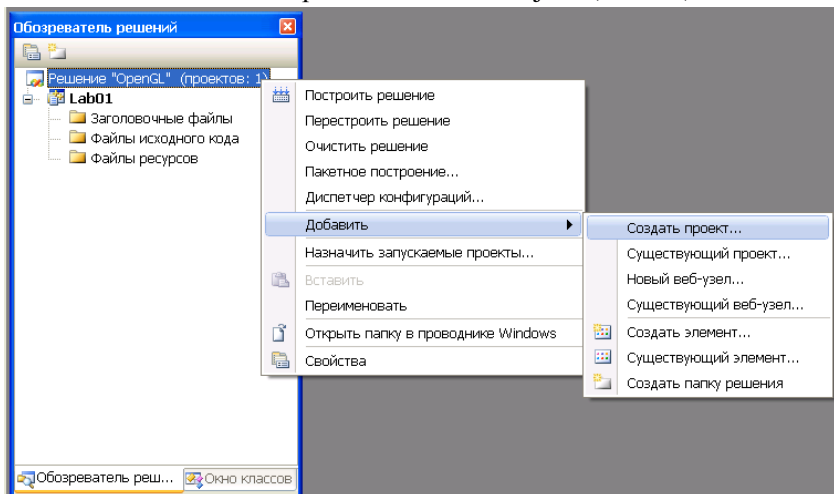 Обозреватель решений
Решение "OpenGL" (проектов: 1)
Lab01
Заголовочные файлы
Файлы исходного кода
Файлы ресурсов
Построить решение
Перестроить решение
Очистить решение
Пакетное построение...
Диспетчер конфигураций...
Добавить
Назначить запускаемые проекты...
Вставить
Переименовать
Открыть папку в проводнике Windows
Свойства
Создать проект...
Существующий проект...
Новый веб-узел...
Существующий веб-узел...
Создать элемент...
Существующий элемент...
Создать папку решения
Обозреватель реш...
Окно классов